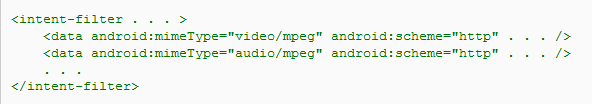 <intent-filter . . . >
    <data android:mimeType="video/mpeg" android:scheme="http" . . . />
    <data android:mimeType="audio/mpeg" android:scheme="http" . . . />
    . . .
</intent-filter>